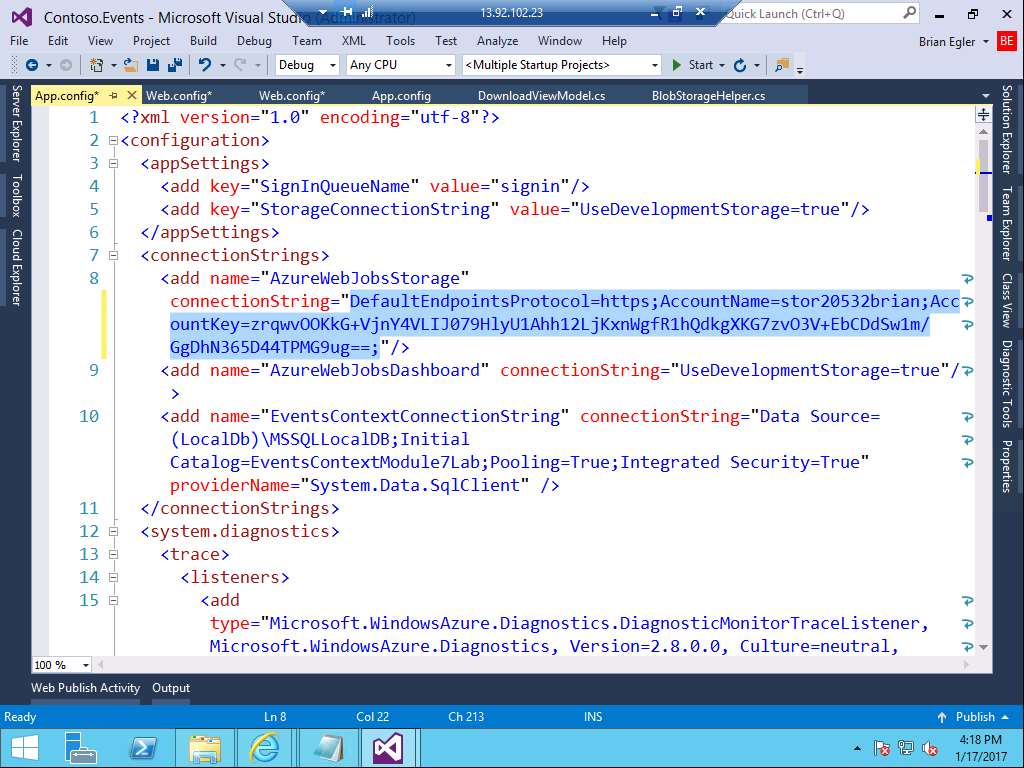 Contoso.Events - Microsoft Visual Studio (Administrator)
13.92.102.23
Quick Launch (Ctrl+Q)
File Edit View Project Build Debug Team XML Tools Test Analyze Window Help
Brian Egler BE
Debug Any CPU <Multiple Startup Projects> Start
App.config* Web.config* Web.config* App.config DownloadViewModel.cs BlobStorageHelper.cs
Server Explorer
Toolbox
Cloud Explorer
1 <?xml version="1.0" encoding="utf-8"?>
2 <configuration>
3 <appSettings>
4 <add key="SignInQueueName" value="signin"/>
5 <add key="StorageConnectionString" value="UseDevelopmentStorage=true"/>
6 </appSettings>
7 <connectionStrings>
8 <add name="AzureWebJobsStorage"
connectionString="DefaultEndpointsProtocol=https;AccountName=stor20532brian;Acc
ountKey=zrqwvOOKkG+VjnY4VLIJ079HlyU1Ahh12LjKxnWgfR1hQdkgXKG7zvO3V+EbCDdSw1m/
GgDhN365D44TPMG9ug==;"/>
9 <add name="AzureWebJobsDashboard" connectionString="UseDevelopmentStorage=true"/
>
10 <add name="EventsContextConnectionString" connectionString="Data Source=
(LocalDb)\MSSQLLocalDB;Initial
Catalog=EventsContextModule7Lab;Pooling=True;Integrated Security=True"
providerName="System.Data.SqlClient" />
11 </connectionStrings>
12 <system.diagnostics>
13 <trace>
14 <listeners>
15 <add
type="Microsoft.WindowsAzure.Diagnostics.DiagnosticMonitorTraceListener,
Microsoft.WindowsAzure.Diagnostics, Version=2.8.0.0, Culture=neutral,
Solution Explorer
Team Explorer
Class View
Diagnostic Tools
Properties
100 %
Web Publish Activity Output
Ready Ln 8 Col 22 Ch 213 INS Publish
4:18 PM
1/17/2017